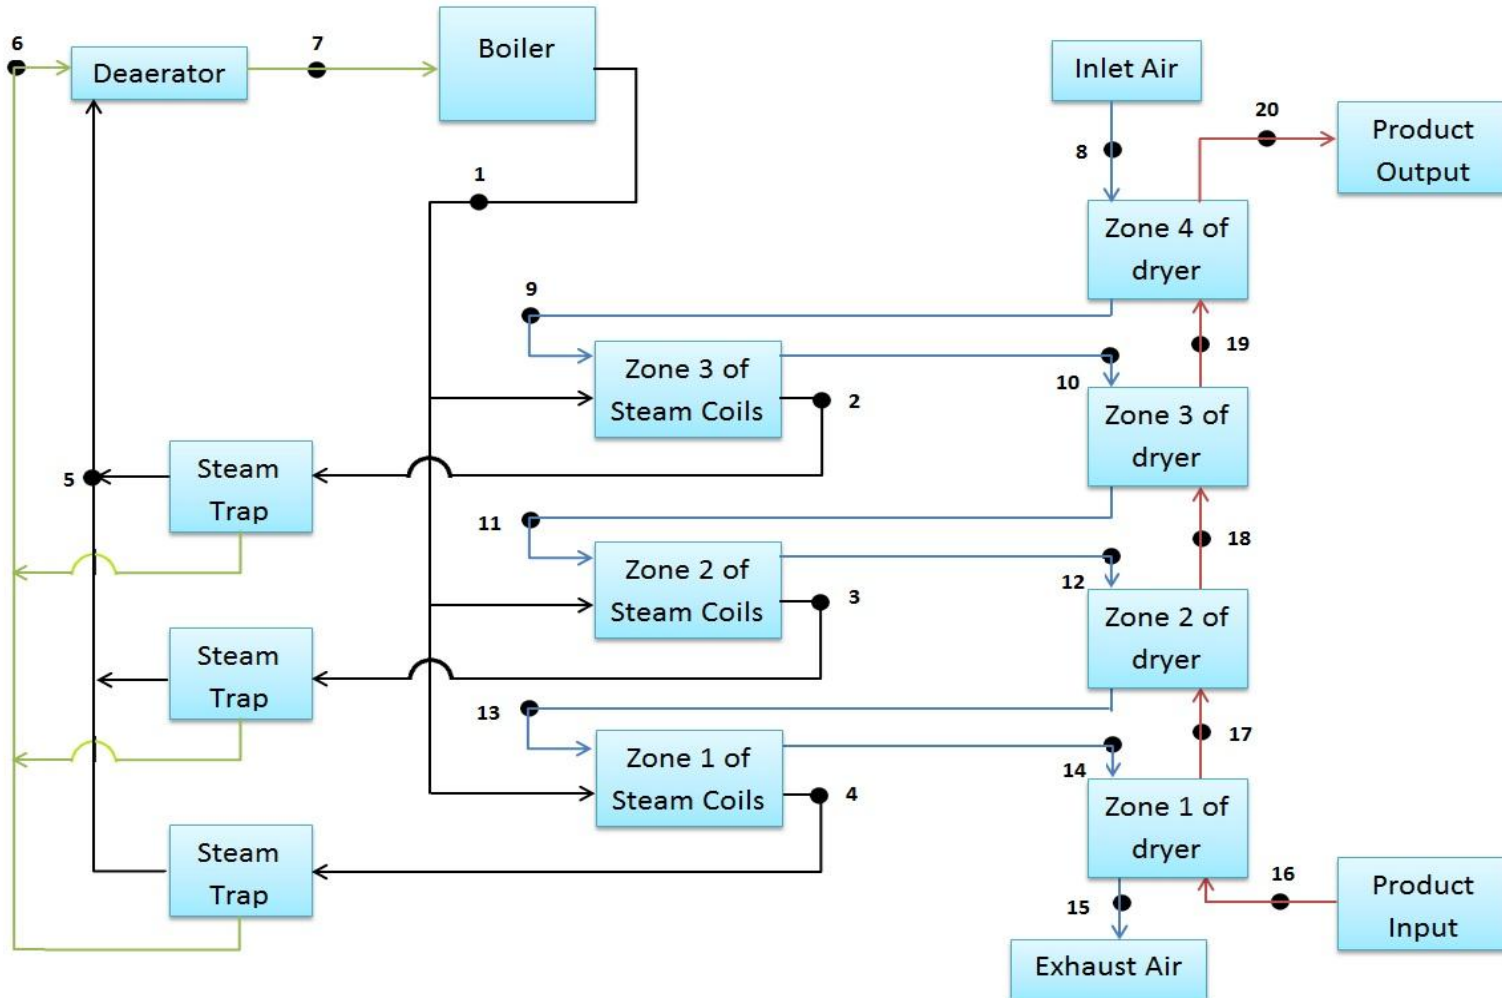 6
7
Deaerator
Boiler
Inlet Air
20
Product
Output
8
1
Zone 4 of
dryer
9
Zone 3 of
Steam Coils
2
19
10
Zone 3 of
dryer
Steam
Trap
5
11
Zone 2 of
Steam Coils
3
18
12
Zone 2 of
dryer
Steam
Trap
13
Zone 1 of
Steam Coils
4
17
14
Zone 1 of
dryer
Steam
Trap
16
15
Product
Input
Exhaust Air